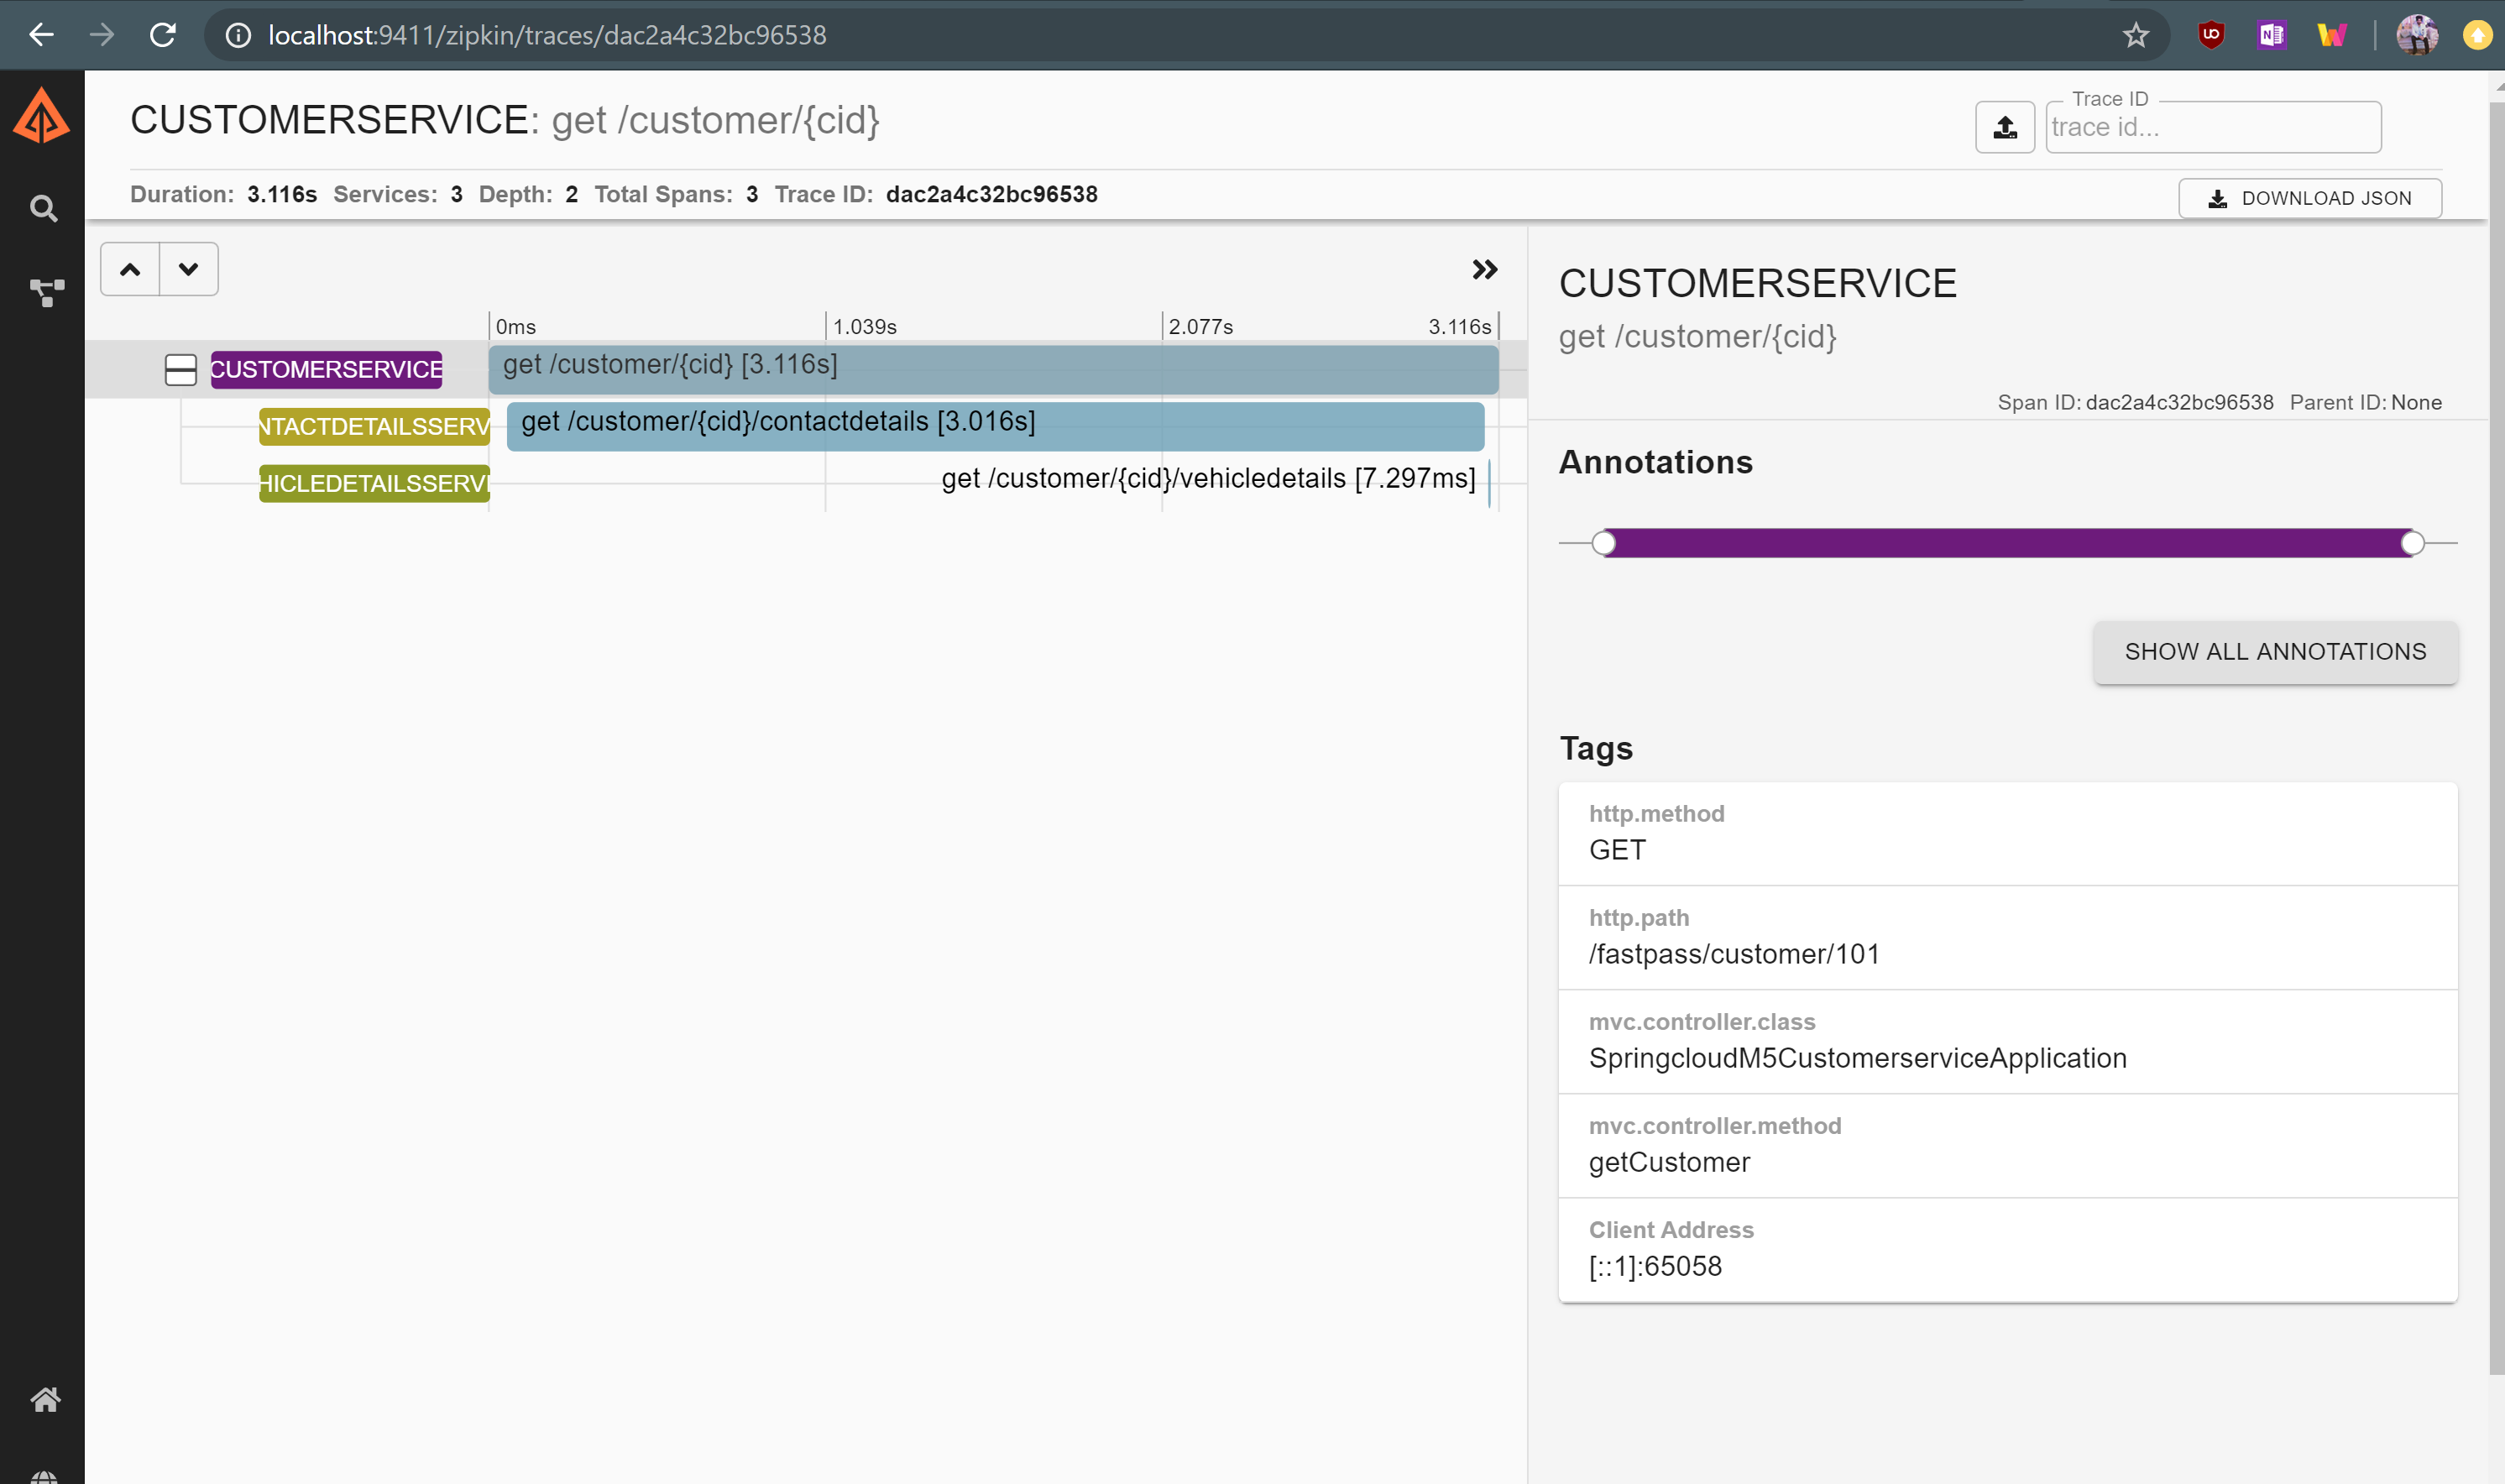 localhost:9411/zipkin/traces/dac2a4c32bc96538
CUSTOMERSERVICE: get /customer/{cid}
Trace ID
trace id...
Duration: 3.116s Services: 3 Depth: 2 Total Spans: 3 Trace ID: dac2a4c32bc96538
DOWNLOAD JSON
0ms 1.039s 2.077s 3.116s
CUSTOMERSERVICE get /customer/{cid} [3.116s]
NTACTDETAILSSERV get /customer/{cid}/contactdetails [3.016s]
HICLEDETAILSSERVI get /customer/{cid}/vehicledetails [7.297ms]
CUSTOMERSERVICE
get /customer/{cid}
Span ID: dac2a4c32bc96538 Parent ID: None
Annotations
SHOW ALL ANNOTATIONS
Tags
http.method
GET
http.path
/fastpass/customer/101
mvc.controller.class
SpringcloudM5CustomerserviceApplication
mvc.controller.method
getCustomer
Client Address
[::1]:65058